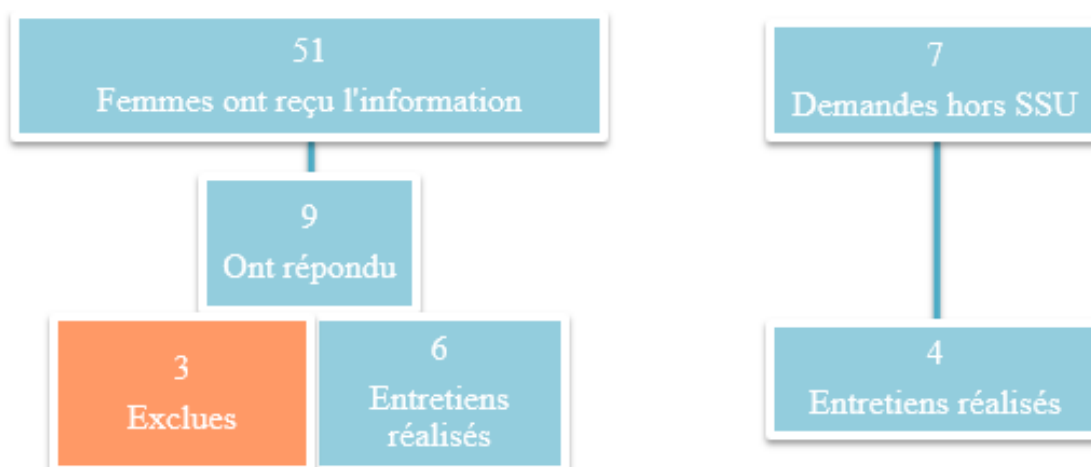 51
Femmes ont reçu l'information
9
Ont répondu
3
Exclues
6
Entretiens
réalisés
7
Demandes hors SSU
4
Entretiens réalisés